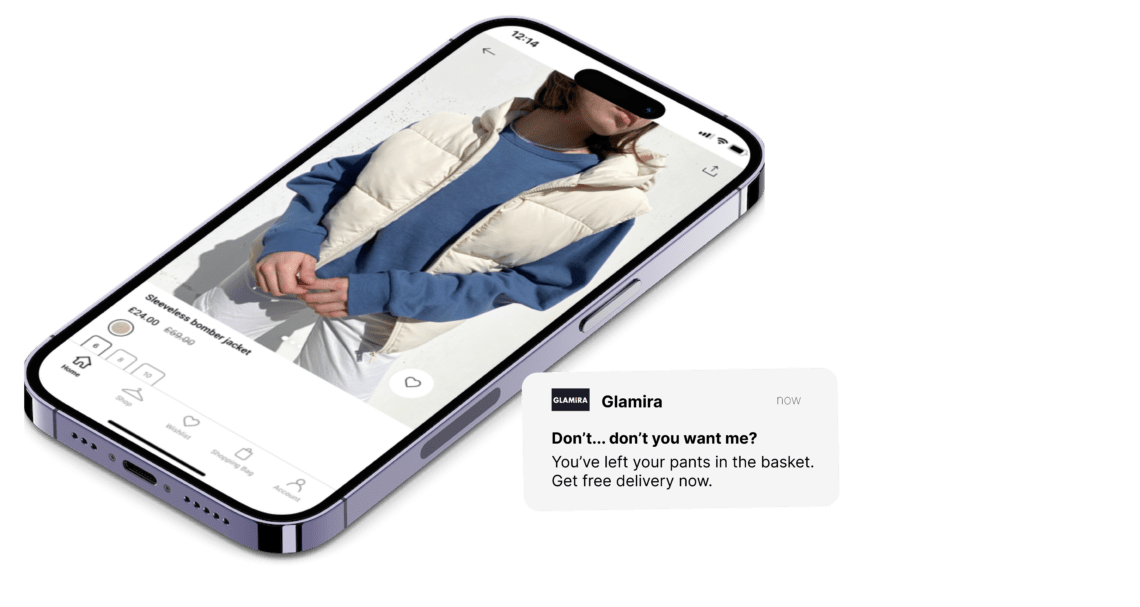 12:14
Sleeveless bomber jacket
£24.00 £60.00
6 8 10
Home
Shop
Wishlist
Shopping Bag
Account
GLAMIRA
Glamira
now
Don’t... don’t you want me?
You’ve left your pants in the basket.
Get free delivery now.